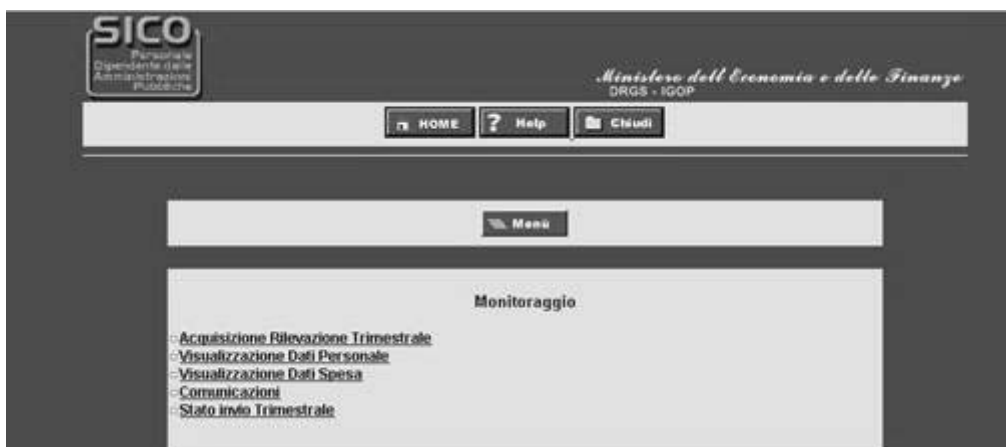 SICO
Personale
Dipendente delle
Amministrazioni
Pubbliche
Ministero dell'Economia e delle Finanze
DRGS - IGOP
HOME
? Help
Chiudi
Menù
Monitoraggio
Acquisizione Rilevazione Trimestrale
Visualizzazione Dati Personale
Visualizzazione Dati Spesa
Comunicazioni
Stato invio Trimestrale